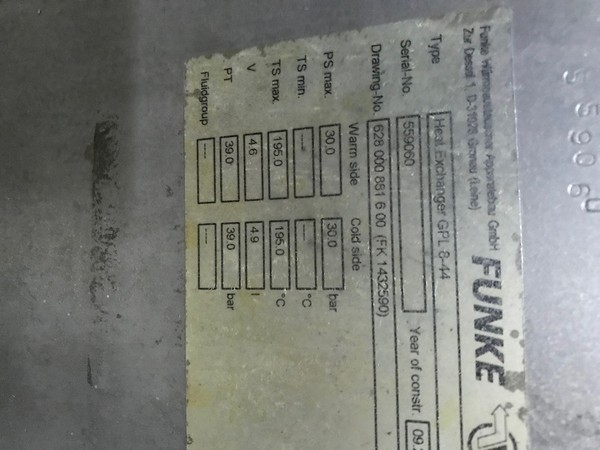 Funke Wärmeaustauscher Apparatebau GmbH
Zur Dessel 1, D-31028 Gronau (Leine)
FUNKE
Type Heat Exchanger GPL 8-44
Serial-No. 559060 Year of constr. 09.
Drawing-No. 628 000 881 6 00 (FK 1432590)
Warm side Cold side
PS max. 30.0 30.0 bar
TS min. --- --- °C
TS max. 195.0 195.0 °C
V 4.6 4.9 l
PT 39.0 39.0 bar
Fluidgroup --- ---